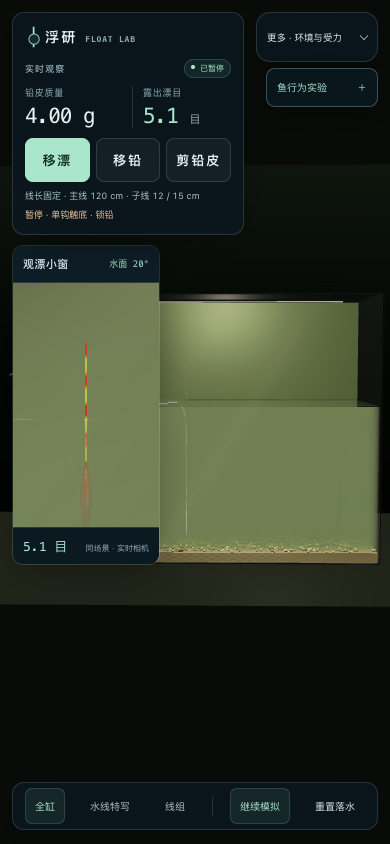 浮研 FLOAT LAB
更多 · 环境与受力
实时观察 已暂停
鱼行为实验 +
铅皮质量 露出漂目
4.00 g 5.1 目
移漂 移铅 剪铅皮
线长固定 · 主线 120 cm · 子线 12 / 15 cm
暂停 · 单钩触底 · 锁铅
观漂小窗 水面 20°
5.1 目 同场景 · 实时相机
全缸 水线特写 线组 继续模拟 重置落水